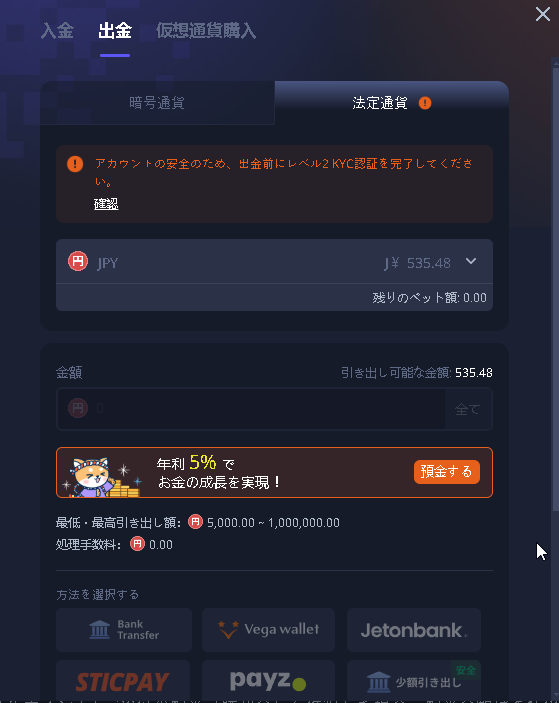 入金 出金 仮想通貨購入
暗号通貨 法定通貨
アカウントの安全のため、出金前にレベル2 KYC認証を完了してくださ
い。
確認
円 JPY J￥ 535.48
残りのベット額: 0.00
金額 引き出し可能な金額: 535.48
円 0 全て
年利 5% で
お金の成長を実現！
預金する
最低・最高引き出し額: 円 5,000.00 ~ 1,000,000.00
処理手数料: 円 0.00
方法を選択する
Bank
Transfer
Vega wallet
Jetonbank.
STICPAY
payz
少額引き出し
安全